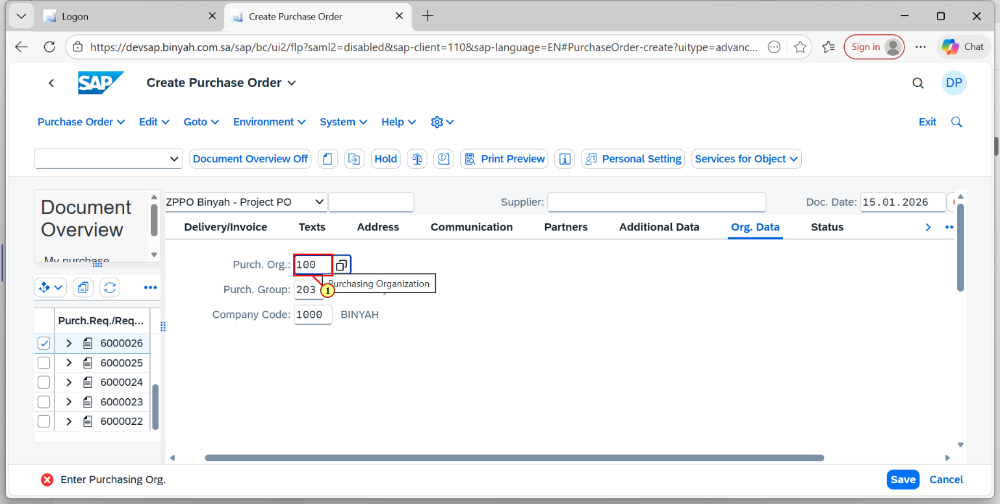 Logon
Create Purchase Order
https://devsap.binyah.com.sa/sap/bc/ui2/flp?saml2=disabled&sap-client=110&sap-language=EN#PurchaseOrder-create?uitype=advanc...
Sign in
Chat
SAP
Create Purchase Order
DP
Purchase Order
Edit
Goto
Environment
System
Help
Exit
Document Overview Off
Hold
Print Preview
Personal Setting
Services for Object
Document
Overview
My purchase
ZPPO Binyah - Project PO
Supplier:
Doc. Date:
15.01.2026
Delivery/Invoice
Texts
Address
Communication
Partners
Additional Data
Org. Data
Status
Purch. Org.:
100
Purchasing Organization
1
Purch. Group:
203
Company Code:
1000
BINYAH
Purch.Req./Req...
6000026
6000025
6000024
6000023
6000022
Enter Purchasing Org.
Save
Cancel